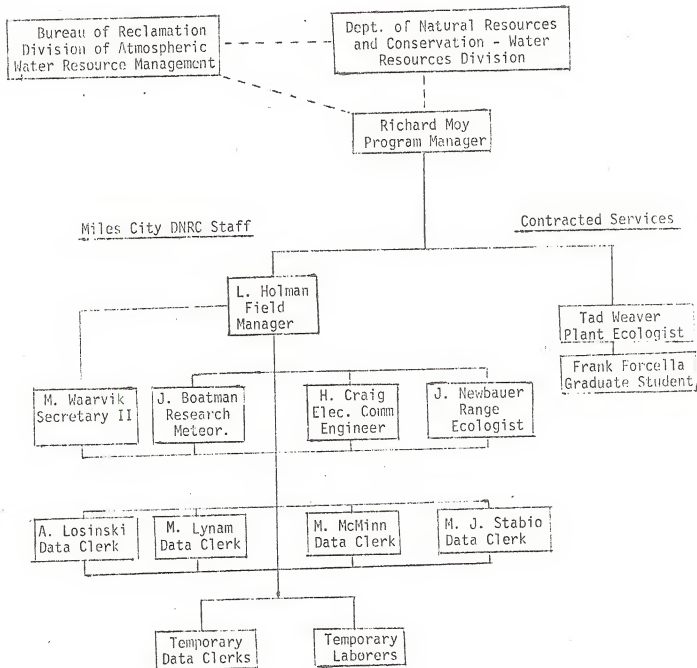 Bureau of Reclamation
Division of Atmospheric
Water Resource Management
Dept. of Natural Resources
and Conservation - Water
Resources Division
Richard Moy
Program Manager
Miles City DNRC Staff
Contracted Services
L. Holman
Field
Manager
Tad Weaver
Plant Ecologist
Frank Forcella
Graduate Student
M. Waarvik
Secretary II
J. Boatman
Research
Meteor.
H. Craig
Elec. Comm
Engineer
J. Newbauer
Range
Ecologist
A. Losinski
Data Clerk
M. Lynam
Data Clerk
M. McMinn
Data Clerk
M. J. Stabio
Data Clerk
Temporary
Data Clerks
Temporary
Laborers